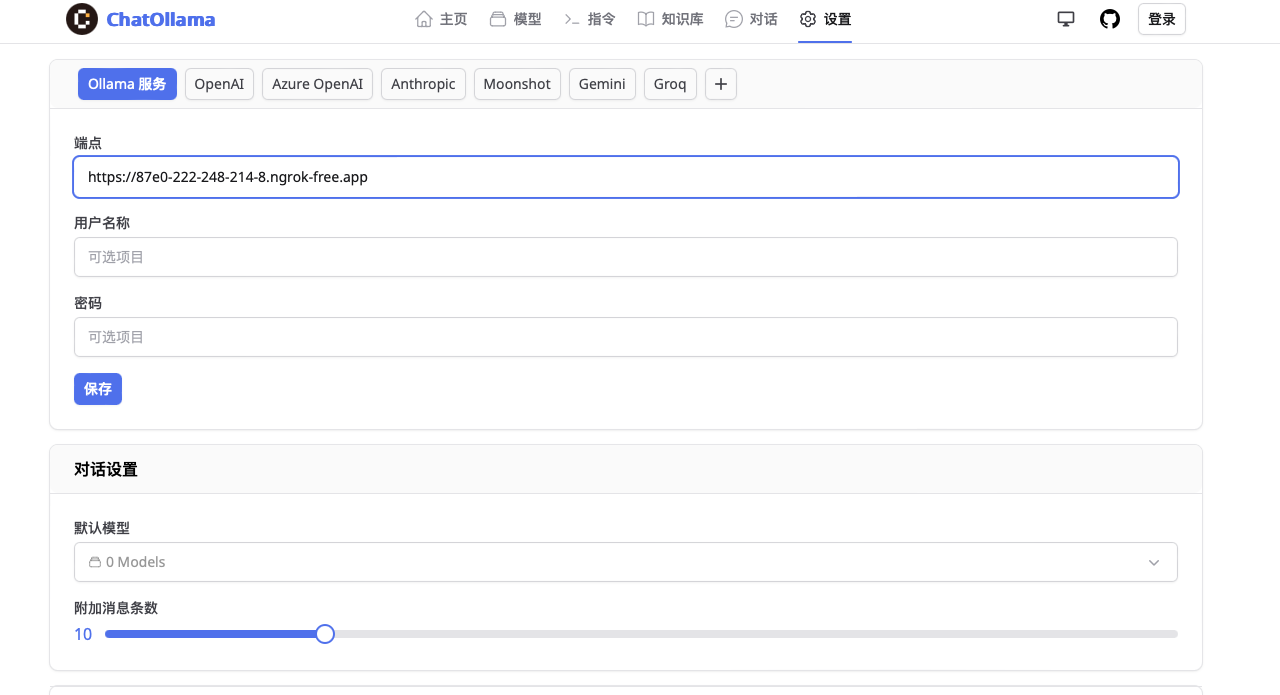 ChatOllama 主页 模型 指令 知识库 对话 设置 登录
Ollama 服务 OpenAI Azure OpenAI Anthropic Moonshot Gemini Groq +
端点
https://87e0-222-248-214-8.ngrok-free.app
用户名称
可选项目
密码
可选项目
保存
对话设置
默认模型
0 Models
附加消息条数
10